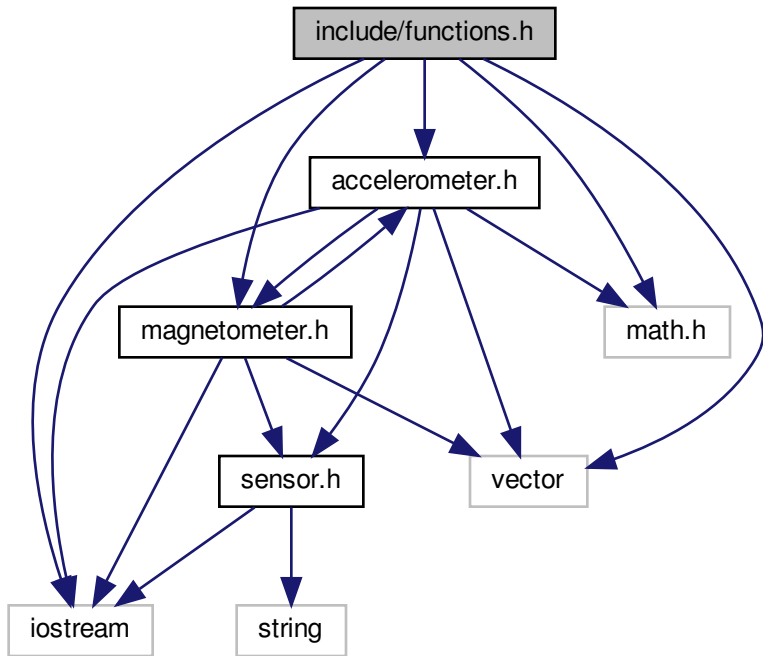 include/functions.h
accelerometer.h
magnetometer.h
math.h
sensor.h
vector
iostream
string